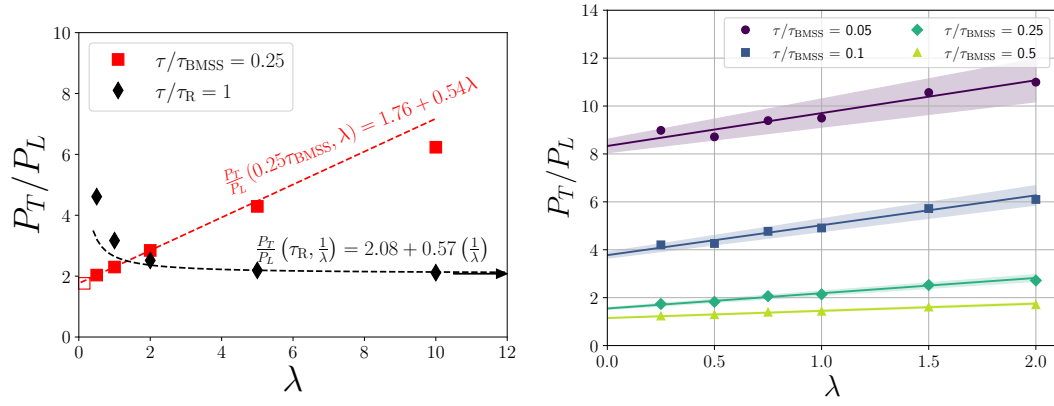 10
8
6
4
2
0
0
2
4
6
8
10
12
P_T/P_L
λ
τ/τ_BMSS = 0.25
τ/τ_R = 1
P_T/P_L (0.25τ_BMSS, λ) = 1.76 + 0.54λ
P_T/P_L (τ_R, 1/λ) = 2.08 + 0.57 (1/λ)
14
12
10
8
6
4
2
0
0.0
0.5
1.0
1.5
2.0
P_T/P_L
λ
τ/τ_BMSS = 0.05
τ/τ_BMSS = 0.1
τ/τ_BMSS = 0.25
τ/τ_BMSS = 0.5